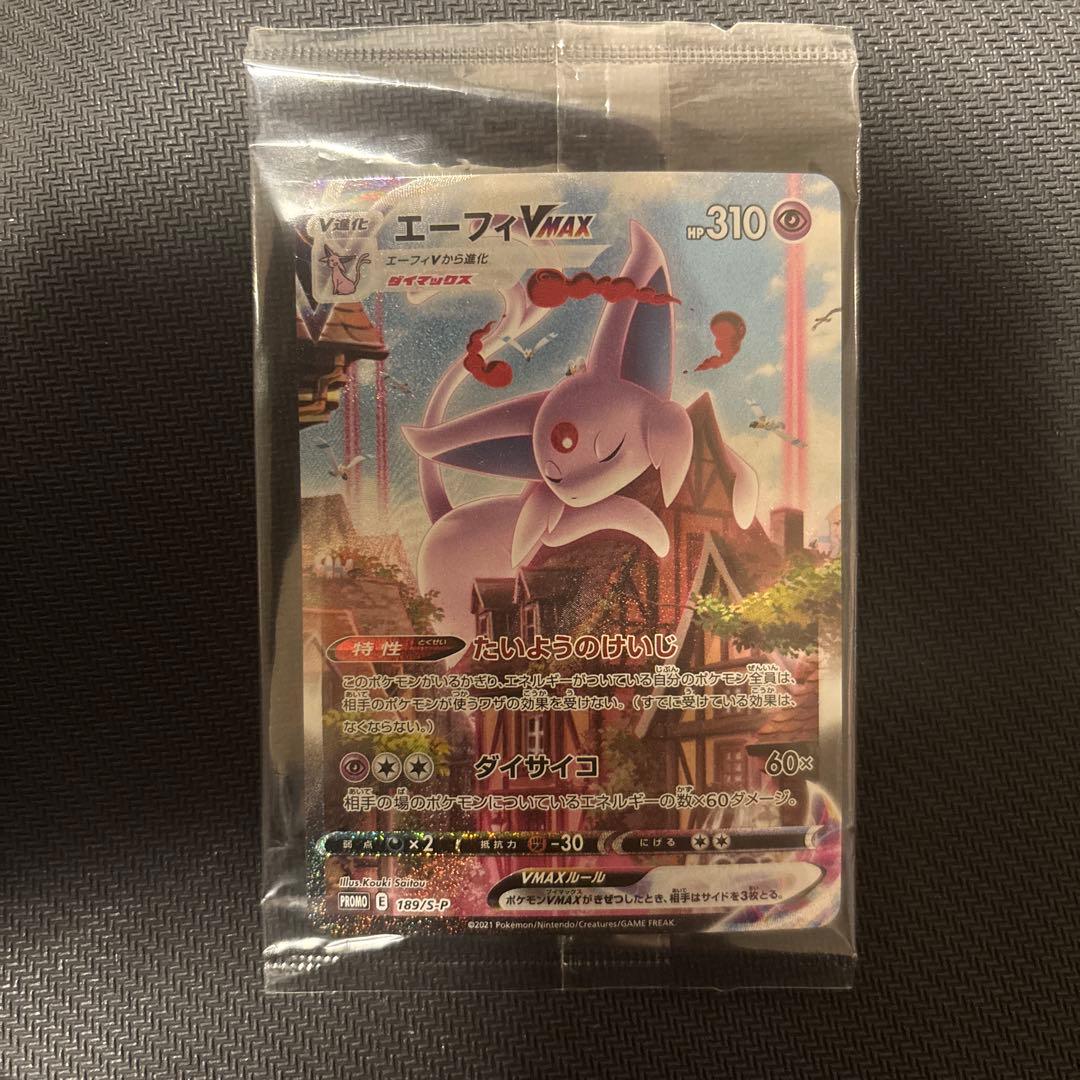 V進化 エーフィVMAX HP310
エーフィVから進化
ダイマックス
特性 とくせい たいようのけいじ
このポケモンがいるかぎり、エネルギーがついている自分のポケモン全員は、
相手のポケモンが使うワザの効果を受けない。（すでに受けている効果は、
なくならない。）
ダイサイコ 60×
相手の場のポケモンについているエネルギーの数×60ダメージ。
弱点 ×2 抵抗力 -30 にげる
VMAXルール
ポケモンVMAXがきぜつしたとき、相手はサイドを3枚とる。
Illus.Kouki Saitou
PROMO E 189/S-P
©2021 Pokémon/Nintendo/Creatures/GAME FREAK.